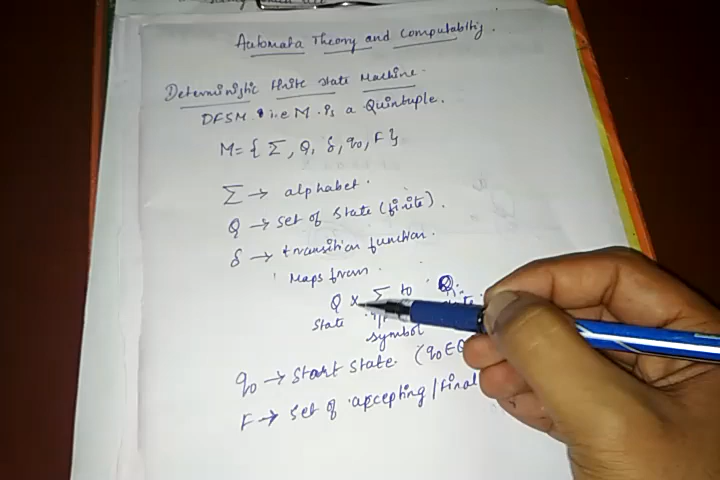 Automata Theory and Computability.
Deterministic Finite State Machine.
DFSM i.e M is a Quintuple.
M = { Σ, Q, δ, q0, F }
Σ → alphabet.
Q → set of state (finite).
δ → transition function.
Maps from
Q x Σ to Q
state i/p
symbol
q0 → start state (q0 ∈ Q
F → set of accepting / final